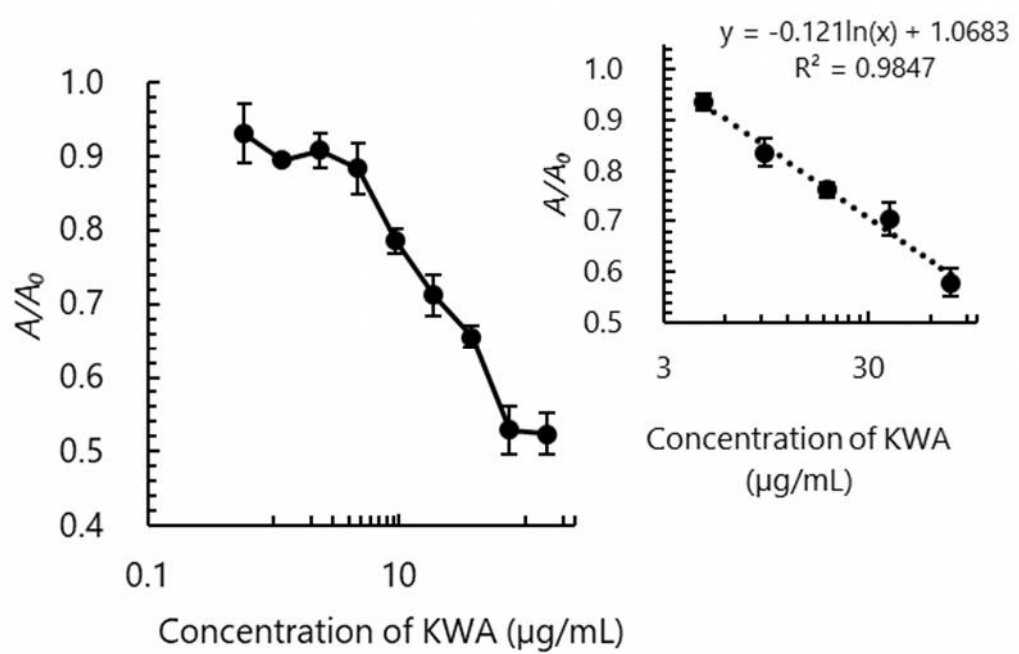 A/A₀
1.0
0.9
0.8
0.7
0.6
0.5
0.4
0.1
10
Concentration of KWA (µg/mL)
y = -0.121ln(x) + 1.0683
R² = 0.9847
A/A₀
1.0
0.9
0.8
0.7
0.6
0.5
3
30
Concentration of KWA
(µg/mL)